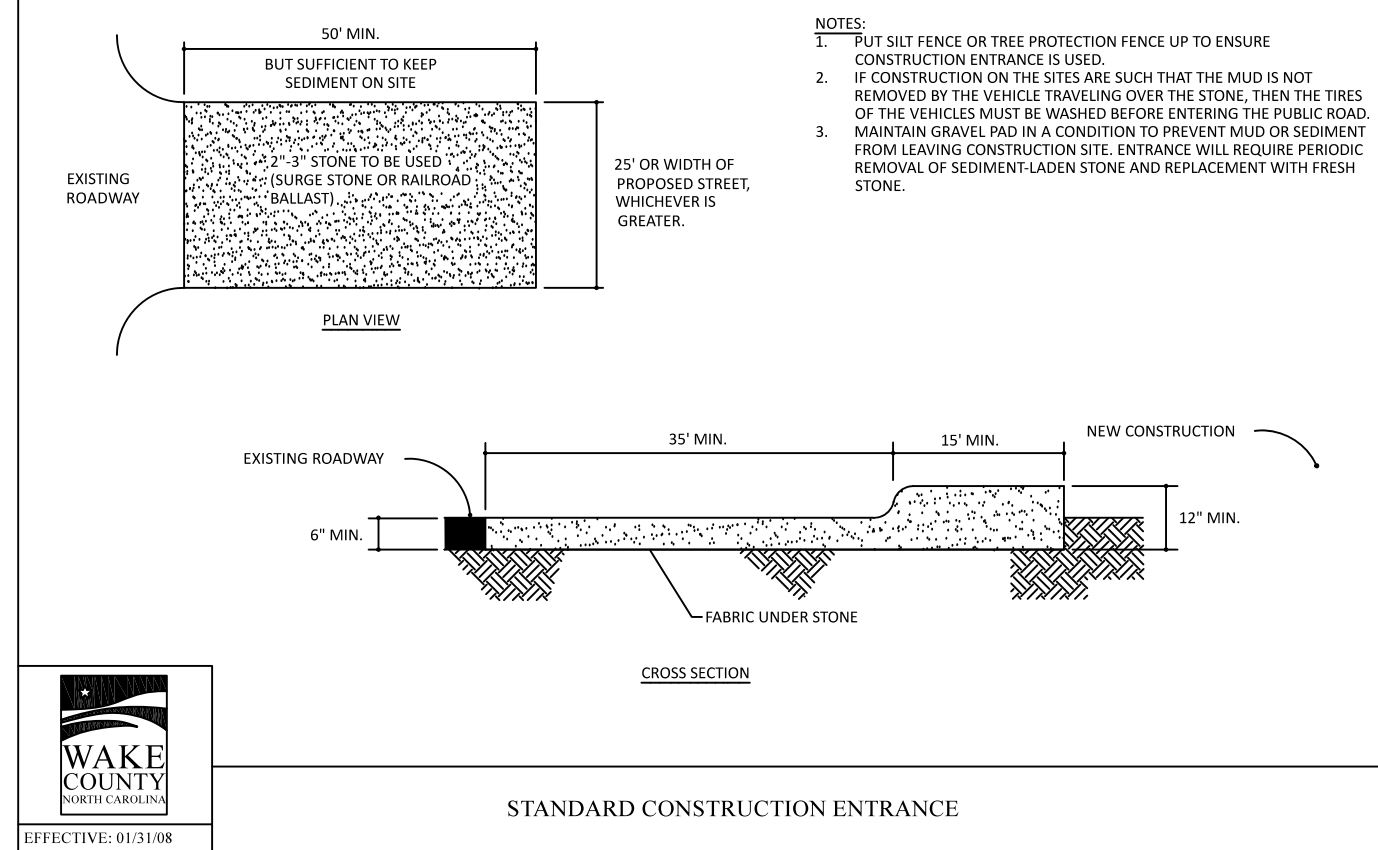 50' MIN.
BUT SUFFICIENT TO KEEP
SEDIMENT ON SITE
2"-3" STONE TO BE USED
(SURGE STONE OR RAILROAD
BALLAST)
EXISTING
ROADWAY
25' OR WIDTH OF
PROPOSED STREET,
WHICHEVER IS
GREATER.
PLAN VIEW
NOTES:
1. PUT SILT FENCE OR TREE PROTECTION FENCE UP TO ENSURE
CONSTRUCTION ENTRANCE IS USED.
2. IF CONSTRUCTION ON THE SITES ARE SUCH THAT THE MUD IS NOT
REMOVED BY THE VEHICLE TRAVELING OVER THE STONE, THEN THE TIRES
OF THE VEHICLES MUST BE WASHED BEFORE ENTERING THE PUBLIC ROAD.
3. MAINTAIN GRAVEL PAD IN A CONDITION TO PREVENT MUD OR SEDIMENT
FROM LEAVING CONSTRUCTION SITE. ENTRANCE WILL REQUIRE PERIODIC
REMOVAL OF SEDIMENT-LADEN STONE AND REPLACEMENT WITH FRESH
STONE.
EXISTING ROADWAY
35' MIN.
15' MIN.
NEW CONSTRUCTION
6" MIN.
12" MIN.
FABRIC UNDER STONE
CROSS SECTION
WAKE
COUNTY
NORTH CAROLINA
EFFECTIVE: 01/31/08
STANDARD CONSTRUCTION ENTRANCE